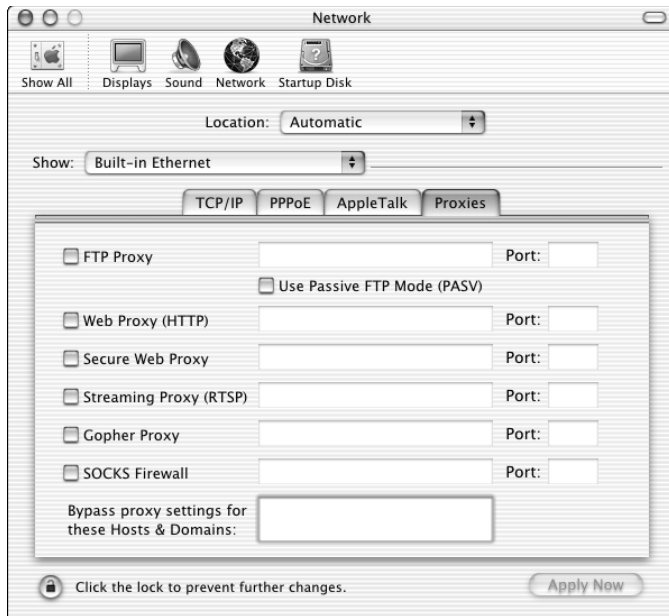 Network
Show All Displays Sound Network Startup Disk
Location: Automatic
Show: Built-in Ethernet
TCP/IP PPPoE AppleTalk Proxies
FTP Proxy Port:
Use Passive FTP Mode (PASV)
Web Proxy (HTTP) Port:
Secure Web Proxy Port:
Streaming Proxy (RTSP) Port:
Gopher Proxy Port:
SOCKS Firewall Port:
Bypass proxy settings for
these Hosts & Domains:
Click the lock to prevent further changes. Apply Now